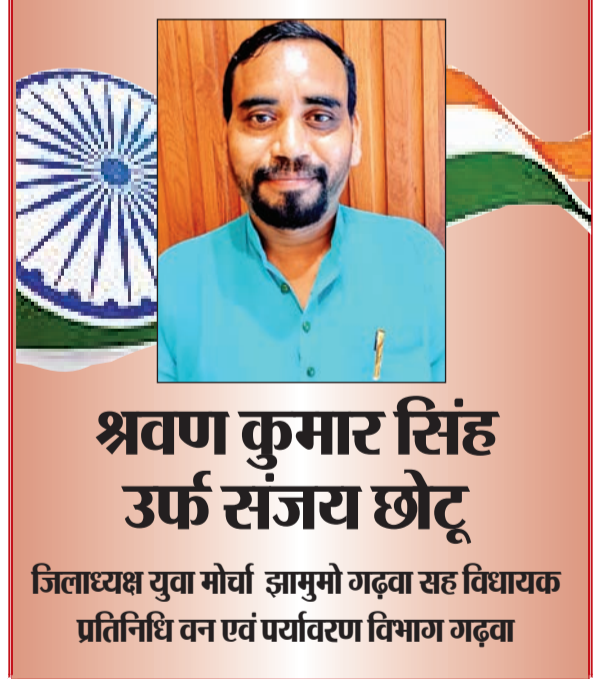 श्रवण कुमार सिंह
उर्फ संजय छोटू
जिलाध्यक्ष युवा मोर्चा झामुमो गढ़वा सह विधायक
प्रतिनिधि वन एवं पर्यावरण विभाग गढ़वा